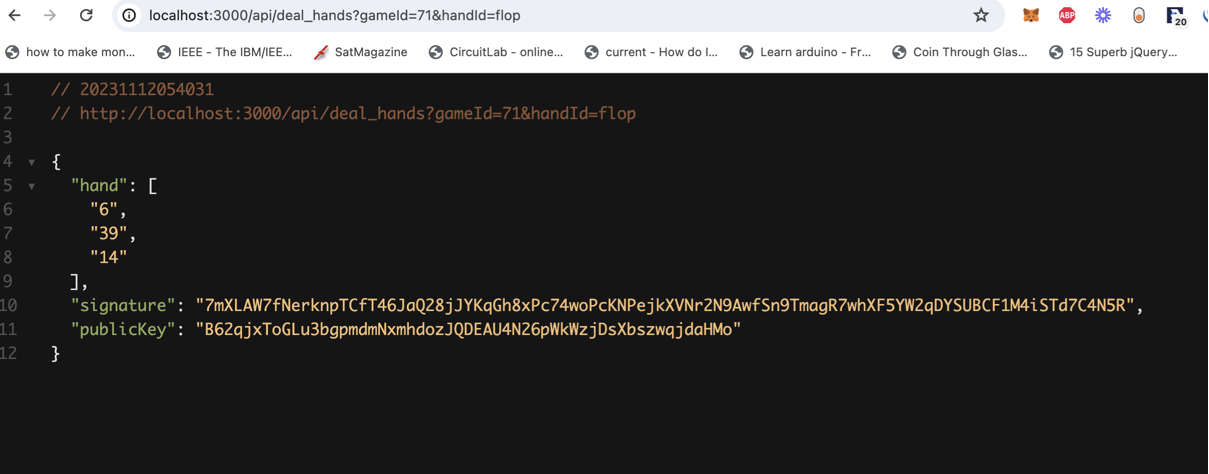 localhost:3000/api/deal_hands?gameId=71&handId=flop
ABP
20
how to make mon... IEEE - The IBM/IEE... SatMagazine CircuitLab - online... current - How do I... Learn arduino - Fr... Coin Through Glas... 15 Superb jQuery...
1 // 20231112054031
2 // http://localhost:3000/api/deal_hands?gameId=71&handId=flop
3
4 {
5 "hand": [
6 "6",
7 "39",
8 "14"
9 ],
10 "signature": "7mXLAW7fNerknpTCfT46JaQ28jJYKqGh8xPc74woPcKNPejkXVNr2N9AwfSn9TmagR7whXF5YW2qDYSUBCF1M4iSTd7C4N5R",
11 "publicKey": "B62qjxToGLu3bgpmdmNxmhdozJQDEAU4N26pWkWzjDsXbszwqjdaHMo"
12 }